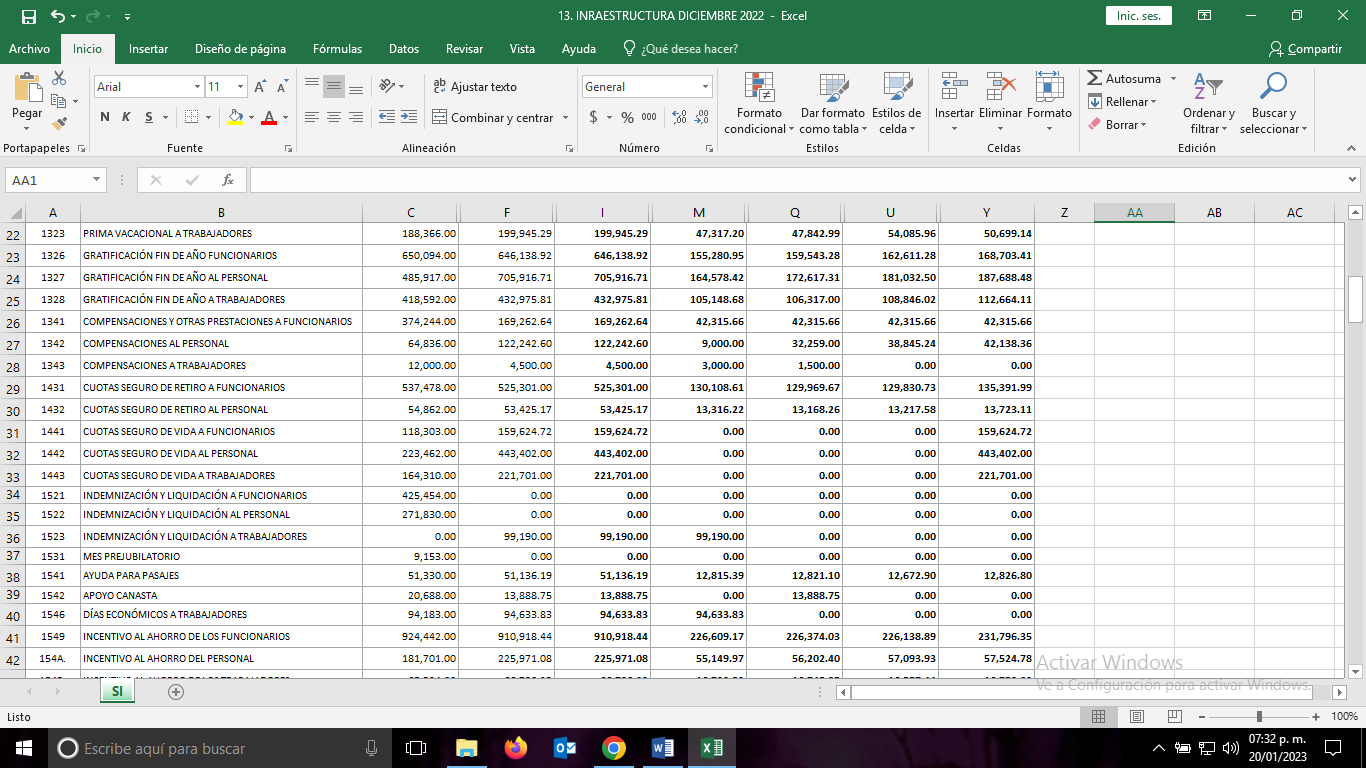 13. INRAESTRUCTURA DICIEMBRE 2022 - Excel
Inic. ses.
Archivo Inicio Insertar Diseño de página Fórmulas Datos Revisar Vista Ayuda ¿Qué desea hacer? Compartir
Pegar
Arial 11
N K S
Ajustar texto
Combinar y centrar
General
$ % 000
Formato condicional
Dar formato como tabla
Estilos de celda
Insertar Eliminar Formato
Autosuma
Rellenar
Borrar
Ordenar y filtrar
Buscar y seleccionar
Portapapeles Fuente Alineación Número Estilos Celdas Edición
AA1
fx
A B C F I M Q U Y Z AA AB AC
22 1323 PRIMA VACACIONAL A TRABAJADORES 188,366.00 199,945.29 199,945.29 47,317.20 47,842.99 54,085.96 50,699.14
23 1326 GRATIFICACIÓN FIN DE AÑO FUNCIONARIOS 650,094.00 646,138.92 646,138.92 155,280.95 159,543.28 162,611.28 168,703.41
24 1327 GRATIFICACIÓN FIN DE AÑO AL PERSONAL 485,917.00 705,916.71 705,916.71 164,578.42 172,617.31 181,032.50 187,688.48
25 1328 GRATIFICACIÓN FIN DE AÑO A TRABAJADORES 418,592.00 432,975.81 432,975.81 105,148.68 106,317.00 108,846.02 112,664.11
26 1341 COMPENSACIONES Y OTRAS PRESTACIONES A FUNCIONARIOS 374,244.00 169,262.64 169,262.64 42,315.66 42,315.66 42,315.66 42,315.66
27 1342 COMPENSACIONES AL PERSONAL 64,836.00 122,242.60 122,242.60 9,000.00 32,259.00 38,845.24 42,138.36
28 1343 COMPENSACIONES A TRABAJADORES 12,000.00 4,500.00 4,500.00 3,000.00 1,500.00 0.00 0.00
29 1431 CUOTAS SEGURO DE RETIRO A FUNCIONARIOS 537,478.00 525,301.00 525,301.00 130,108.61 129,969.67 129,830.73 135,391.99
30 1432 CUOTAS SEGURO DE RETIRO AL PERSONAL 54,862.00 53,425.17 53,425.17 13,316.22 13,168.26 13,217.58 13,723.11
31 1441 CUOTAS SEGURO DE VIDA A FUNCIONARIOS 118,303.00 159,624.72 159,624.72 0.00 0.00 0.00 159,624.72
32 1442 CUOTAS SEGURO DE VIDA AL PERSONAL 223,462.00 443,402.00 443,402.00 0.00 0.00 0.00 443,402.00
33 1443 CUOTAS SEGURO DE VIDA A TRABAJADORES 164,310.00 221,701.00 221,701.00 0.00 0.00 0.00 221,701.00
34 1521 INDEMNIZACIÓN Y LIQUIDACIÓN A FUNCIONARIOS 425,454.00 0.00 0.00 0.00 0.00 0.00 0.00
35 1522 INDEMNIZACIÓN Y LIQUIDACIÓN AL PERSONAL 271,830.00 0.00 0.00 0.00 0.00 0.00 0.00
36 1523 INDEMNIZACIÓN Y LIQUIDACIÓN A TRABAJADORES 0.00 99,190.00 99,190.00 99,190.00 0.00 0.00 0.00
37 1531 MES PREJUBILATORIO 9,153.00 0.00 0.00 0.00 0.00 0.00 0.00
38 1541 AYUDA PARA PASAJES 51,330.00 51,136.19 51,136.19 12,815.39 12,821.10 12,672.90 12,826.80
39 1542 APOYO CANASTA 20,688.00 13,888.75 13,888.75 0.00 13,888.75 0.00 0.00
40 1546 DÍAS ECONÓMICOS A TRABAJADORES 94,183.00 94,633.83 94,633.83 94,633.83 0.00 0.00 0.00
41 1549 INCENTIVO AL AHORRO DE LOS FUNCIONARIOS 924,442.00 910,918.44 910,918.44 226,609.17 226,374.03 226,138.89 231,796.35
42 154A. INCENTIVO AL AHORRO DEL PERSONAL 181,701.00 225,971.08 225,971.08 55,149.97 56,202.40 57,093.93 57,524.78
Activar Windows
Ve a Configuración para activar Windows.
SI
Listo
100%
Escribe aquí para buscar
07:32 p. m.
20/01/2023